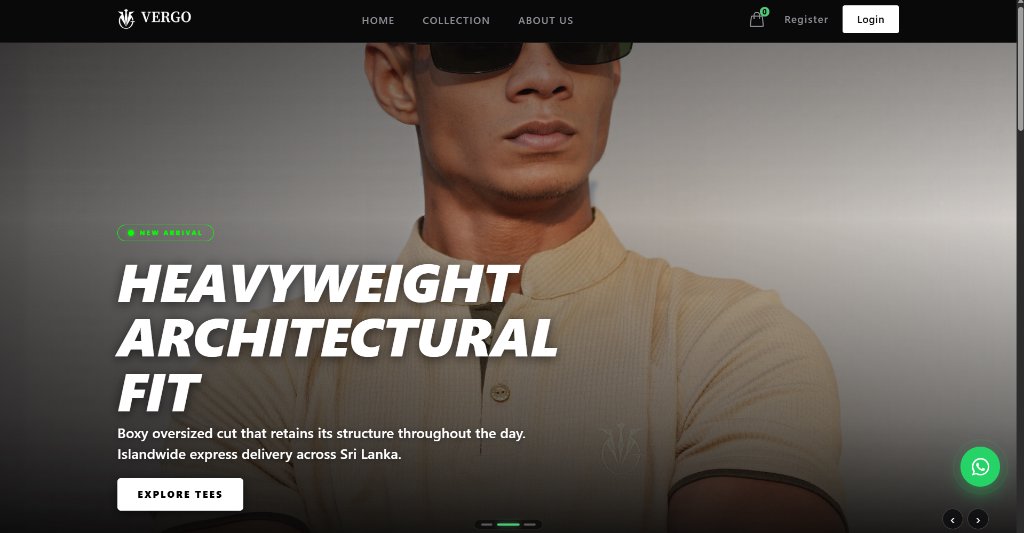 VERGO
HOME COLLECTION ABOUT US
0
Register
Login
NEW ARRIVAL
HEAVYWEIGHT
ARCHITECTURAL
FIT
Boxy oversized cut that retains its structure throughout the day.
Islandwide express delivery across Sri Lanka.
EXPLORE TEES